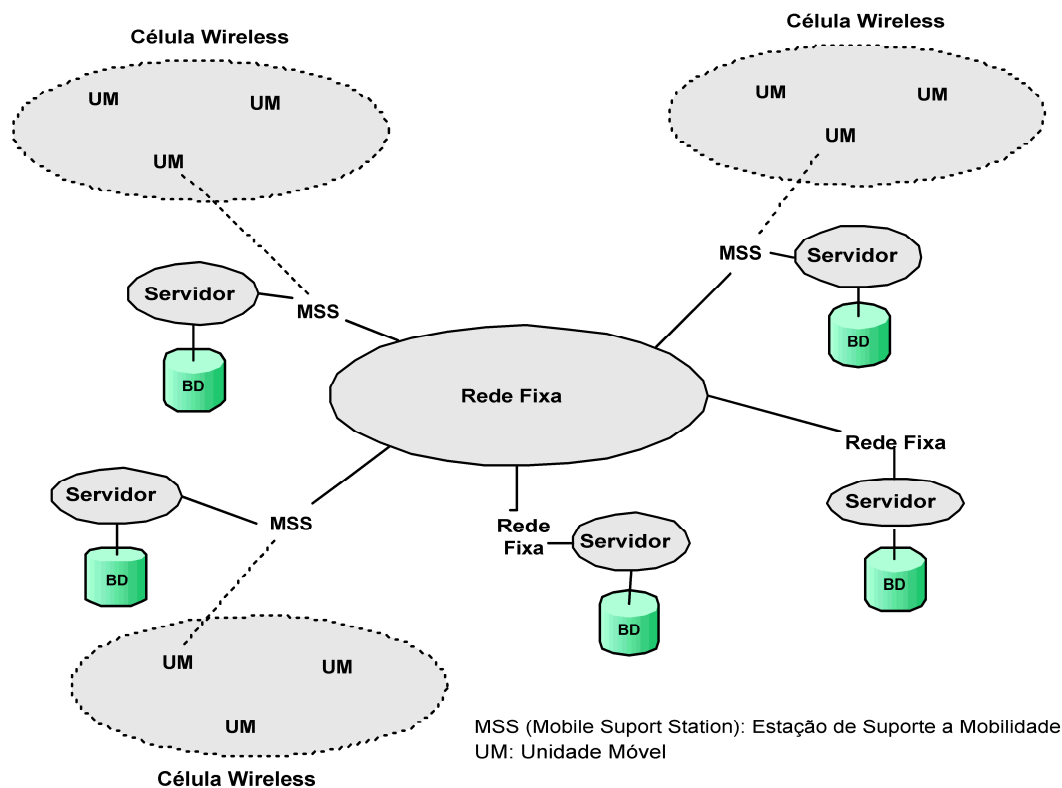 Célula Wireless
UM
UM
UM
Célula Wireless
UM
UM
UM
MSS
Servidor
BD
MSS
Servidor
BD
Rede Fixa
Rede Fixa
Servidor
BD
Servidor
BD
MSS
Rede
Fixa
Servidor
BD
UM
UM
UM
Célula Wireless
MSS (Mobile Suport Station): Estação de Suporte a Mobilidade
UM: Unidade Móvel